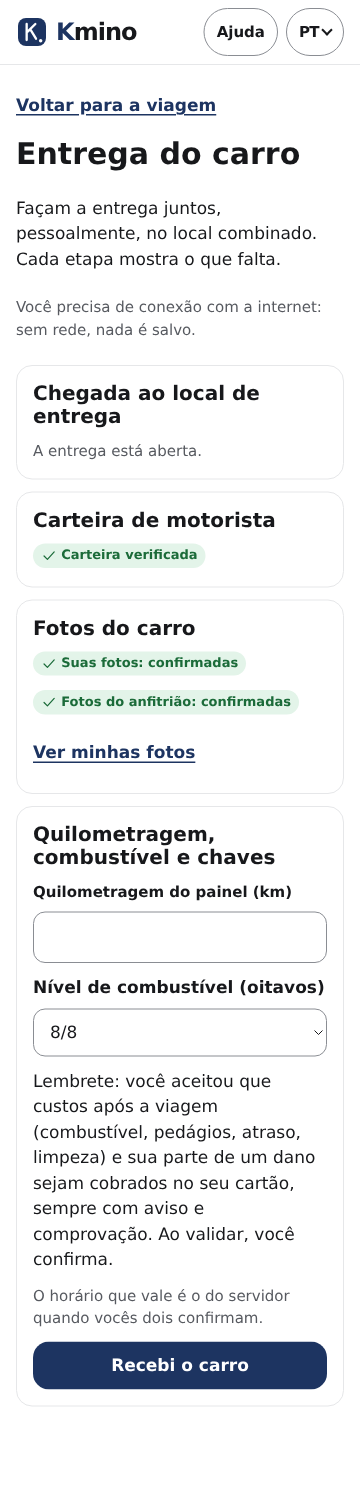 Kmino
Ajuda
PT
Voltar para a viagem
Entrega do carro
Façam a entrega juntos,
pessoalmente, no local combinado.
Cada etapa mostra o que falta.
Você precisa de conexão com a internet:
sem rede, nada é salvo.
Chegada ao local de
entrega
A entrega está aberta.
Carteira de motorista
Carteira verificada
Fotos do carro
Suas fotos: confirmadas
Fotos do anfitrião: confirmadas
Ver minhas fotos
Quilometragem,
combustível e chaves
Quilometragem do painel (km)
Nível de combustível (oitavos)
8/8
Lembrete: você aceitou que
custos após a viagem
(combustível, pedágios, atraso,
limpeza) e sua parte de um dano
sejam cobrados no seu cartão,
sempre com aviso e
comprovação. Ao validar, você
confirma.
O horário que vale é o do servidor
quando vocês dois confirmam.
Recebi o carro